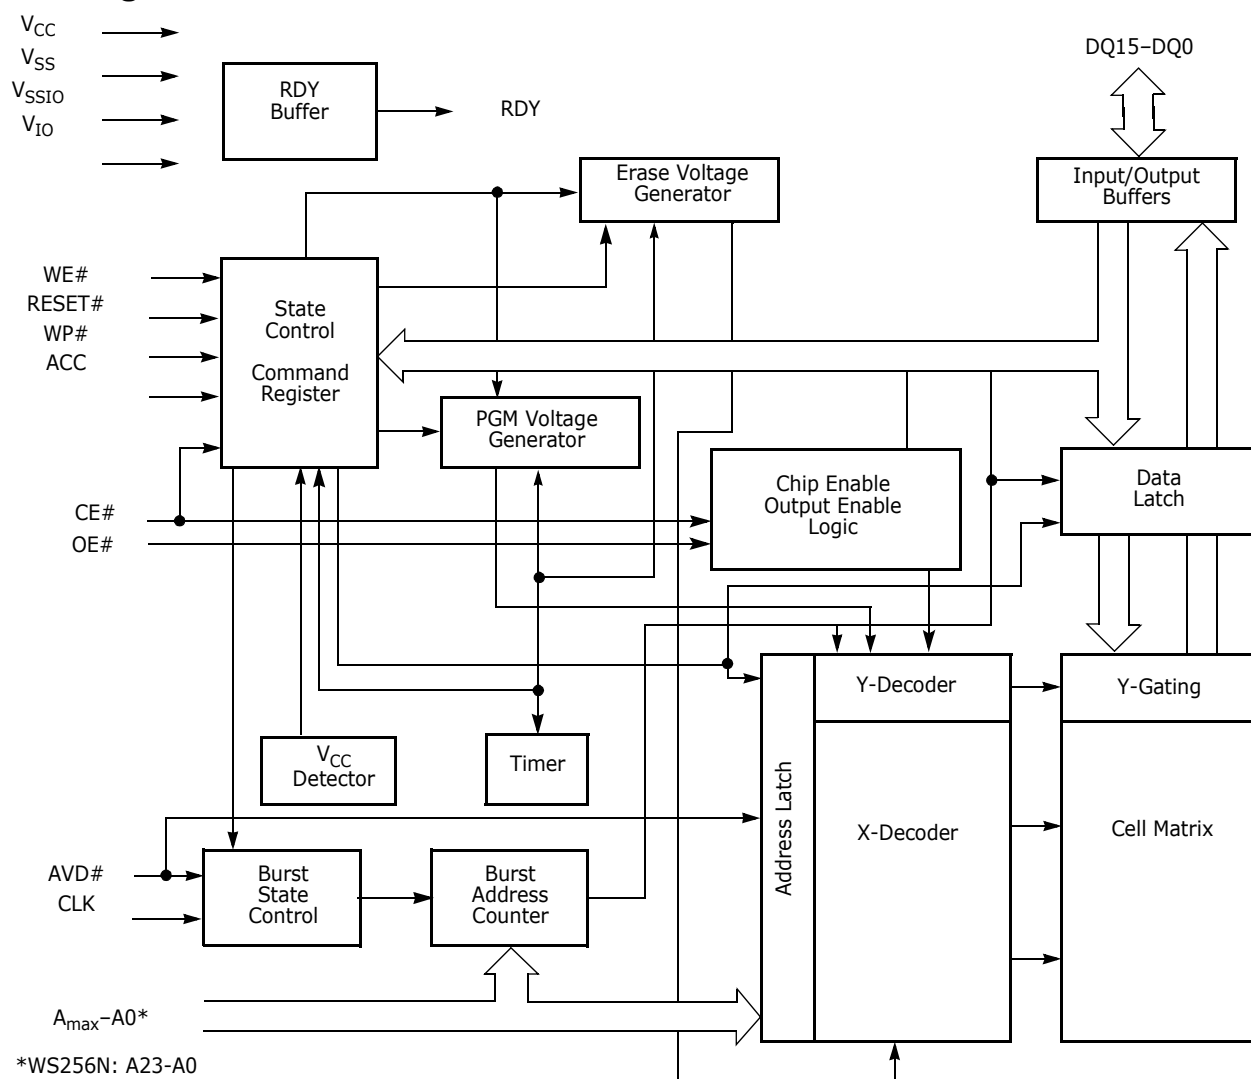 VCC
VSS
VSSIO
VIO
RDY
Buffer
RDY
DQ15–DQ0
Erase Voltage
Generator
Input/Output
Buffers
WE#
RESET#
WP#
ACC
State
Control
Command
Register
PGM Voltage
Generator
Chip Enable
Output Enable
Logic
Data
Latch
CE#
OE#
Y-Decoder
Y-Gating
VCC
Detector
Timer
Address Latch
X-Decoder
Cell Matrix
AVD#
CLK
Burst
State
Control
Burst
Address
Counter
Amax–A0*
*WS256N: A23-A0